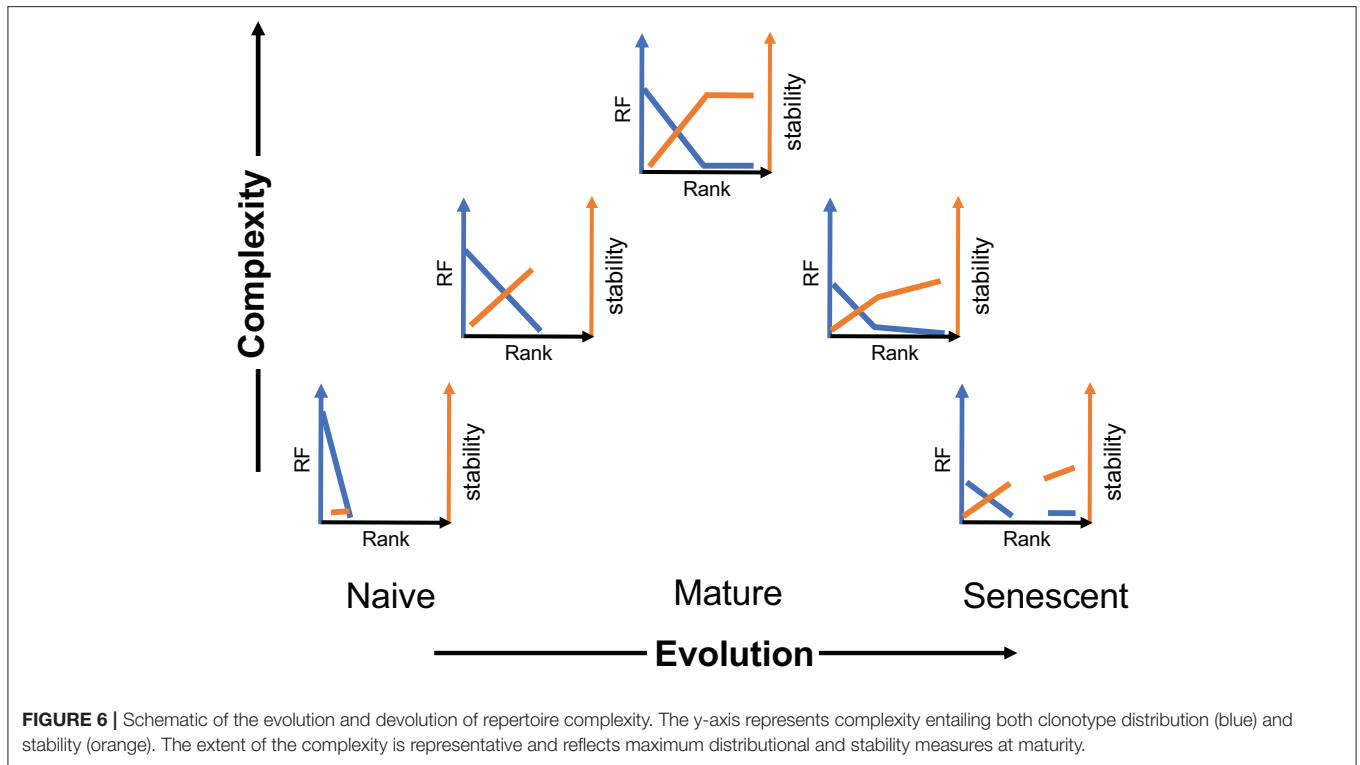 Complexity
RF
stability
Rank
RF
stability
Rank
RF
stability
Rank
RF
stability
Rank
RF
stability
Rank
Naive
Mature
Senescent
Evolution
FIGURE 6 | Schematic of the evolution and devolution of repertoire complexity. The y-axis represents complexity entailing both clonotype distribution (blue) and
stability (orange). The extent of the complexity is representative and reflects maximum distributional and stability measures at maturity.